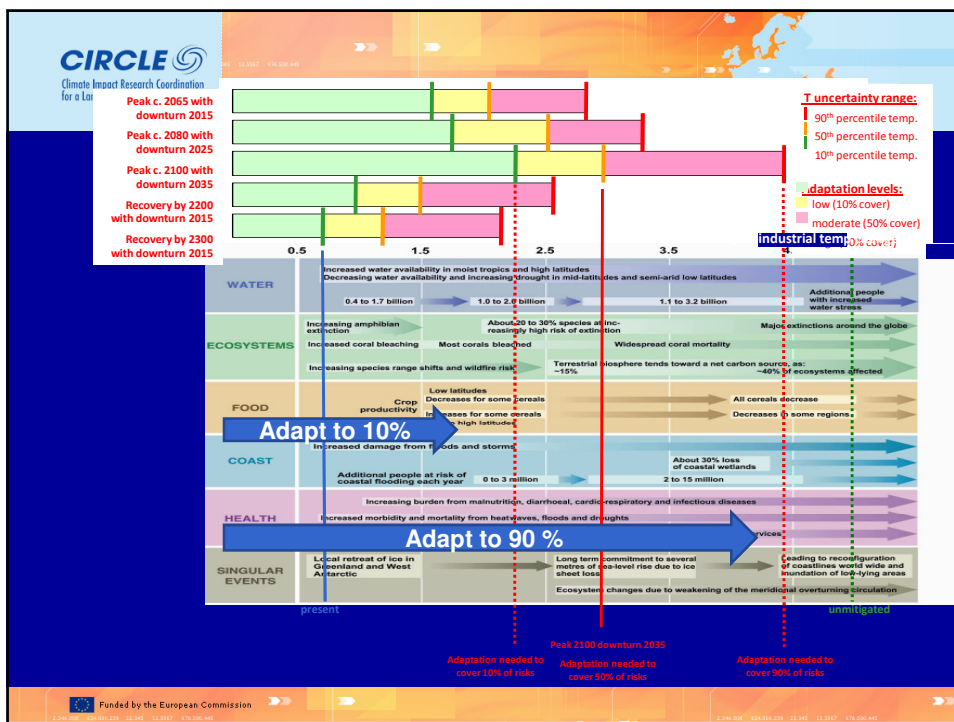 CIRCLE
Climate Impact Research Coordination
for a La
Peak c. 2065 with
downturn 2015
Peak c. 2080 with
downturn 2025
Peak c. 2100 with
downturn 2035
Recovery by 2200
with downturn 2015
Recovery by 2300
with downturn 2015
T uncertainty range:
90th percentile temp.
50th percentile temp.
10th percentile temp.
daptation levels:
low (10% cover)
moderate (50% cover)
0% cover)
industrial temp
0.5 1.5 2.5 3.5 4.
WATER
Increased water availability in moist tropics and high latitudes
Decreasing water availability and increasing drought in mid-latitudes and semi-arid low latitudes
0.4 to 1.7 billion
1.0 to 2.0 billion
1.1 to 3.2 billion
Additional people
with increased
water stress
ECOSYSTEMS
Increasing amphibian
extinction
About 20 to 30% species at inc-
reasingly high risk of extinction
Major extinctions around the globe
Increased coral bleaching
Most corals bleached
Widespread coral mortality
Increasing species range shifts and wildfire risk
Terrestrial biosphere tends toward a net carbon source, as:
~15%
~40% of ecosystems affected
FOOD
Crop
productivity
Low latitudes
Decreases for some cereals
All cereals decrease
Increases for some cereals
high latitudes
Decreases in some regions
Adapt to 10%
COAST
Increased damage from floods and storms
About 30% loss
of coastal wetlands
Additional people at risk of
coastal flooding each year
0 to 3 million
2 to 15 million
HEALTH
Increasing burden from malnutrition, diarrhoeal, cardio-respiratory and infectious diseases
Increased morbidity and mortality from heatwaves, floods and droughts
rvices
Adapt to 90 %
SINGULAR
EVENTS
Local retreat of ice in
Greenland and West
Antarctic
Long term commitment to several
metres of sea-level rise due to ice
sheet loss
Leading to reconfiguration
of coastlines world wide and
inundation of low-lying areas
Ecosystem changes due to weakening of the meridional overturning circulation
present
unmitigated
Peak 2100 downturn 2035
Adaptation needed to
cover 10% of risks
Adaptation needed to
cover 50% of risks
Adaptation needed to
cover 90% of risks
Funded by the European Commission